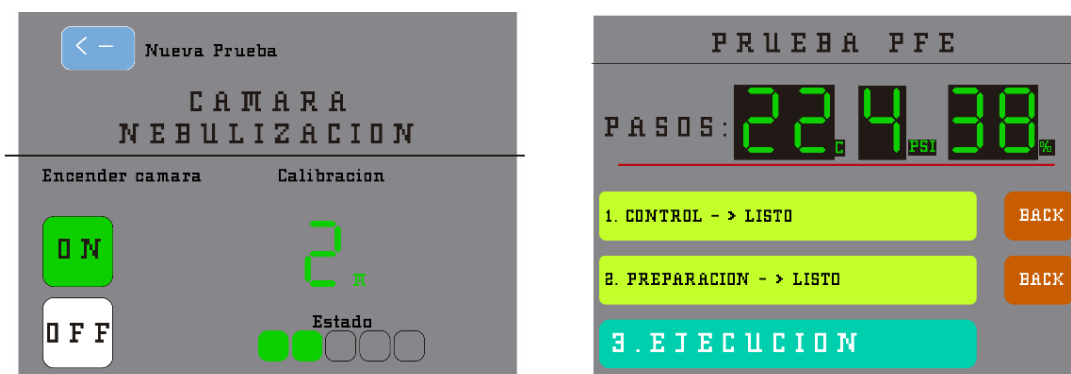 < -
Nueva Prueba
CAMARA
NEBULIZACION
Encender camara
Calibracion
ON
2 m
OFF
Estado
PRUEBA PFE
PASOS: 22 C 4 PSI 38 %
1. CONTROL - > LISTO
BACK
2. PREPARACION - > LISTO
BACK
3.EJECUCION